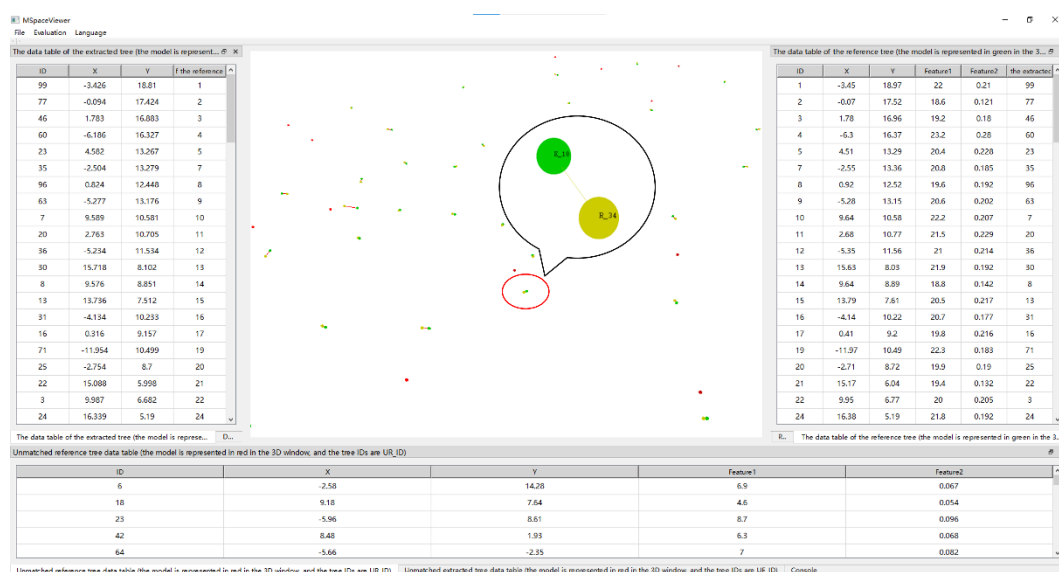 MSpaceViewer
File Evaluation Language
The data table of the extracted tree (the model is represent...
ID X Y f the reference
99 -3.426 18.81 1
77 -0.094 17.424 2
46 1.783 16.883 3
60 -6.186 16.327 4
23 4.582 13.267 5
35 -2.504 13.279 7
96 0.824 12.448 8
63 -5.277 13.176 9
7 9.589 10.581 10
20 2.763 10.705 11
36 -5.234 11.534 12
30 15.718 8.102 13
8 9.576 8.851 14
13 13.736 7.512 15
31 -4.134 10.233 16
16 0.316 9.157 17
71 -11.954 10.499 19
25 -2.754 8.7 20
22 15.088 5.998 21
3 9.987 6.682 22
24 16.339 5.19 24
The data table of the extracted tree (the model is represe... D...
R_34
The data table of the reference tree (the model is represented in green in the 3...
ID X Y Feature1 Feature2 the extracted
1 -3.45 18.97 22 0.21 99
2 -0.07 17.52 18.6 0.121 77
3 1.78 16.96 19.2 0.18 46
4 -6.3 16.37 23.2 0.28 60
5 4.51 13.29 20.4 0.228 23
7 -2.55 13.36 20.8 0.185 35
8 0.92 12.52 19.6 0.192 96
9 -5.28 13.15 20.6 0.202 63
10 9.64 10.58 22.2 0.207 7
11 2.68 10.77 21.5 0.229 20
12 -5.35 11.56 21 0.214 36
13 15.63 8.03 21.9 0.192 30
14 9.64 8.89 18.8 0.142 8
15 13.79 7.61 20.5 0.217 13
16 -4.14 10.22 20.7 0.177 31
17 0.41 9.2 19.8 0.216 16
19 -11.97 10.49 22.3 0.183 71
20 -2.71 8.72 19.9 0.19 25
21 15.17 6.04 19.4 0.132 22
22 9.95 6.77 20 0.205 3
24 16.38 5.19 21.8 0.192 24
R.. The data table of the reference tree (the model is represented in green in the 3...
Unmatched reference tree data table (the model is represented in red in the 3D window, and the tree IDs are UR_ID)
ID X Y Feature1 Feature2
6 -2.58 14.28 6.9 0.067
18 9.18 7.64 4.6 0.054
23 -5.96 8.61 8.7 0.096
42 8.48 1.93 6.3 0.068
64 -5.66 -2.35 7 0.082
Unmatched reference tree data table (the model is represented in red in the 3D window, and the tree IDs are UR_ID) Unmatched extracted tree data table (the model is represented in red in the 3D window, and the tree IDs are UE_ID) Console